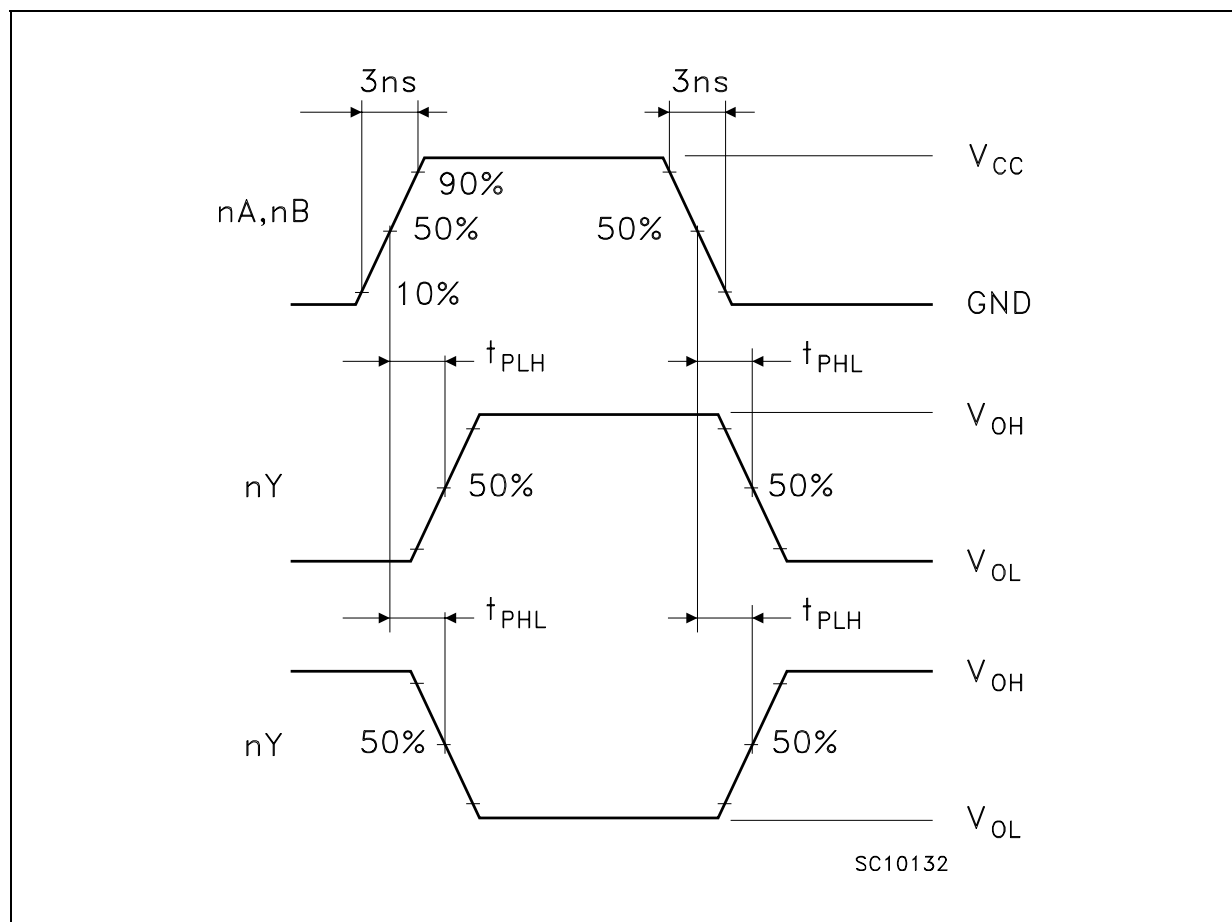 3ns 3ns
V_CC
90%
nA,nB 50% 50%
10% GND
t_PLH t_PHL
V_OH
nY 50% 50%
V_OL
t_PHL t_PLH
V_OH
nY 50% 50%
V_OL
SC10132